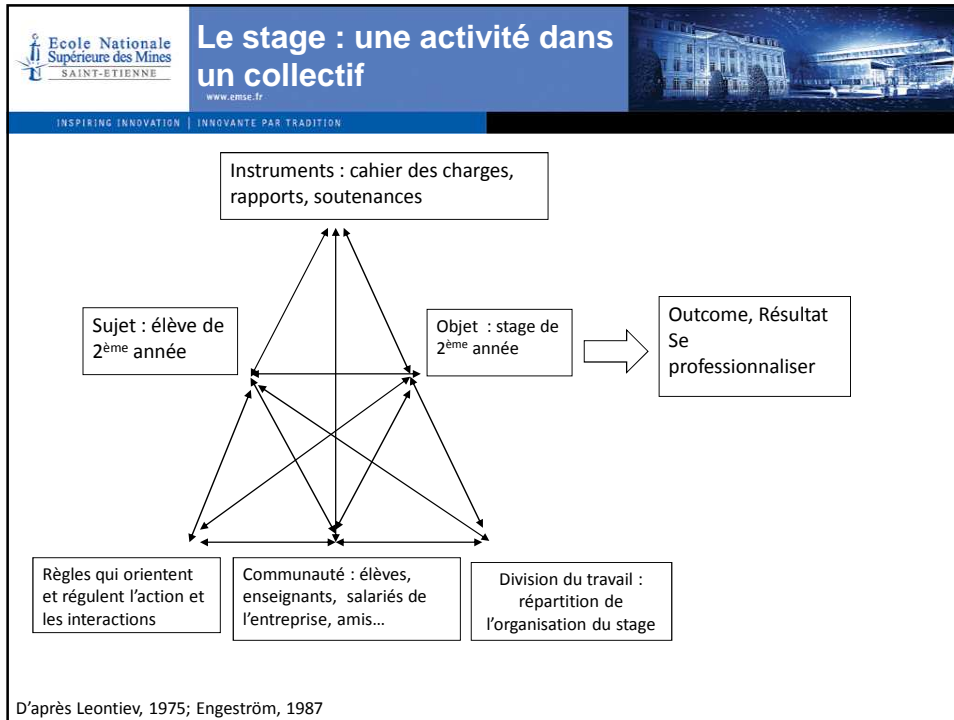 Ecole Nationale
Supérieure des Mines
SAINT-ETIENNE
Le stage : une activité dans
un collectif
www.emse.fr
INSPIRING INNOVATION | INNOVANTE PAR TRADITION
Instruments : cahier des charges,
rapports, soutenances
Sujet : élève de
2ème année
Objet : stage de
2ème année
Outcome, Résultat
Se
professionnaliser
Règles qui orientent
et régulent l’action et
les interactions
Communauté : élèves,
enseignants, salariés de
l’entreprise, amis…
Division du travail :
répartition de
l’organisation du stage
D’après Leontiev, 1975; Engeström, 1987